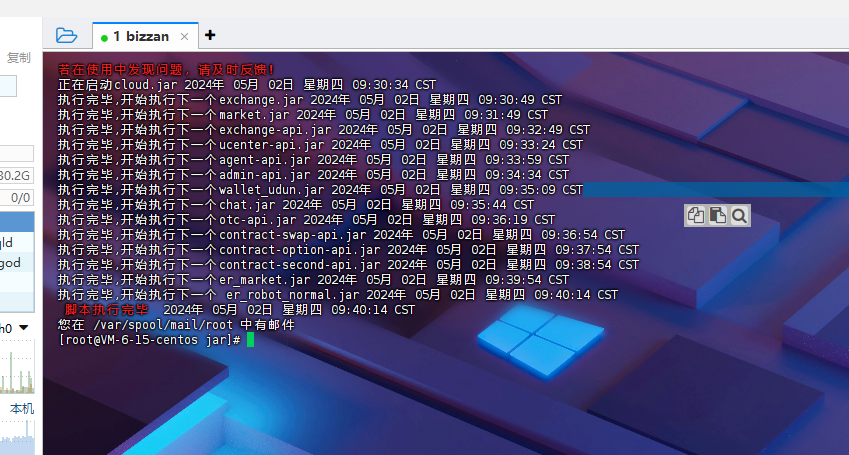 1 bizzan
复制
若在使用中发现问题，请及时反馈！
正在启动cloud.jar 2024年 05月 02日 星期四 09:30:34 CST
执行完毕,开始执行下一个exchange.jar 2024年 05月 02日 星期四 09:30:49 CST
执行完毕,开始执行下一个market.jar 2024年 05月 02日 星期四 09:31:49 CST
执行完毕,开始执行下一个exchange-api.jar 2024年 05月 02日 星期四 09:32:49 CST
执行完毕,开始执行下一个ucenter-api.jar 2024年 05月 02日 星期四 09:33:24 CST
执行完毕,开始执行下一个agent-api.jar 2024年 05月 02日 星期四 09:33:59 CST
执行完毕,开始执行下一个admin-api.jar 2024年 05月 02日 星期四 09:34:34 CST
执行完毕,开始执行下一个wallet_udun.jar 2024年 05月 02日 星期四 09:35:09 CST
执行完毕,开始执行下一个chat.jar 2024年 05月 02日 星期四 09:35:44 CST
执行完毕,开始执行下一个otc-api.jar 2024年 05月 02日 星期四 09:36:19 CST
执行完毕,开始执行下一个contract-swap-api.jar 2024年 05月 02日 星期四 09:36:54 CST
执行完毕,开始执行下一个contract-option-api.jar 2024年 05月 02日 星期四 09:37:54 CST
执行完毕,开始执行下一个contract-second-api.jar 2024年 05月 02日 星期四 09:38:54 CST
执行完毕,开始执行下一个er_market.jar 2024年 05月 02日 星期四 09:39:54 CST
执行完毕,开始执行下一个 er_robot_normal.jar 2024年 05月 02日 星期四 09:40:14 CST
脚本执行完毕 2024年 05月 02日 星期四 09:40:14 CST
您在 /var/spool/mail/root 中有邮件
[root@VM-6-15-centos jar]#
0/0
god
本机